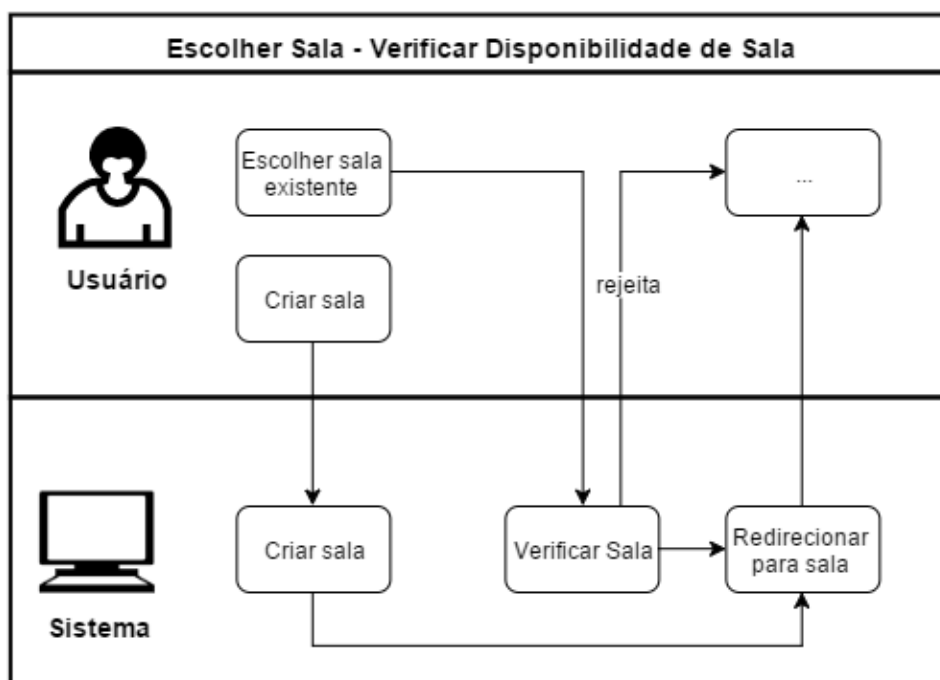 Escolher Sala - Verificar Disponibilidade de Sala
Escolher sala
existente
...
Usuário
Criar sala
rejeita
Criar sala
Verificar Sala
Redirecionar
para sala
Sistema